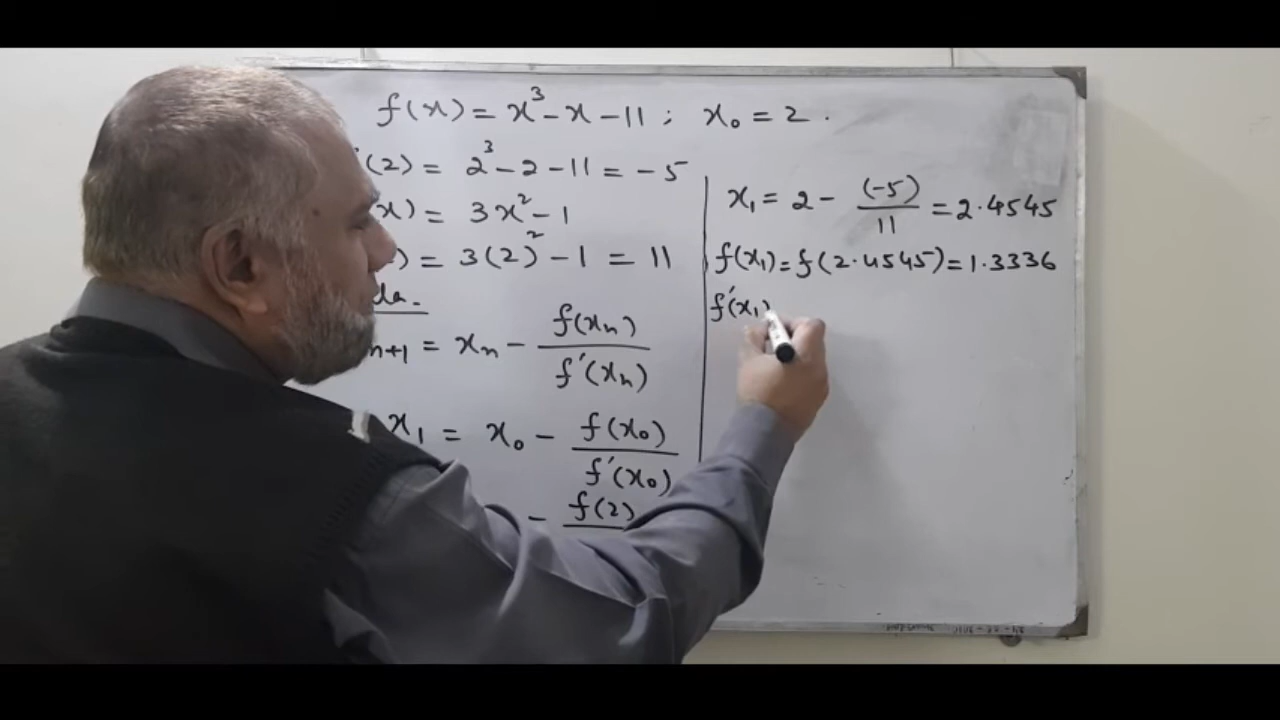 f(x) = x³ - x - 11 ; x₀ = 2 .
(2) = 2³ - 2 - 11 = -5
x) = 3x² - 1
) = 3(2)² - 1 = 11
n+1 = xₙ - f(xₙ) / f'(xₙ)
x₁ = x₀ - f(x₀) / f'(x₀)
- f(2)
x₁ = 2 - (-5) / 11 = 2.4545
f(x₁) = f(2.4545) = 1.3336
f'(x₁)